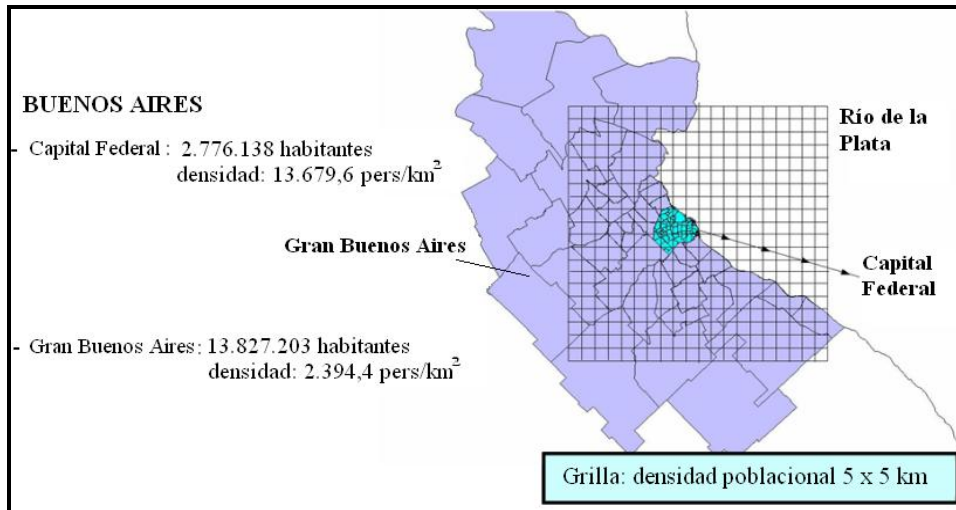 BUENOS AIRES
- Capital Federal : 2.776.138 habitantes
densidad: 13.679,6 pers/km²
Gran Buenos Aires
- Gran Buenos Aires: 13.827.203 habitantes
densidad: 2.394,4 pers/km²
Río de la
Plata
Capital
Federal
Grilla: densidad poblacional 5 x 5 km